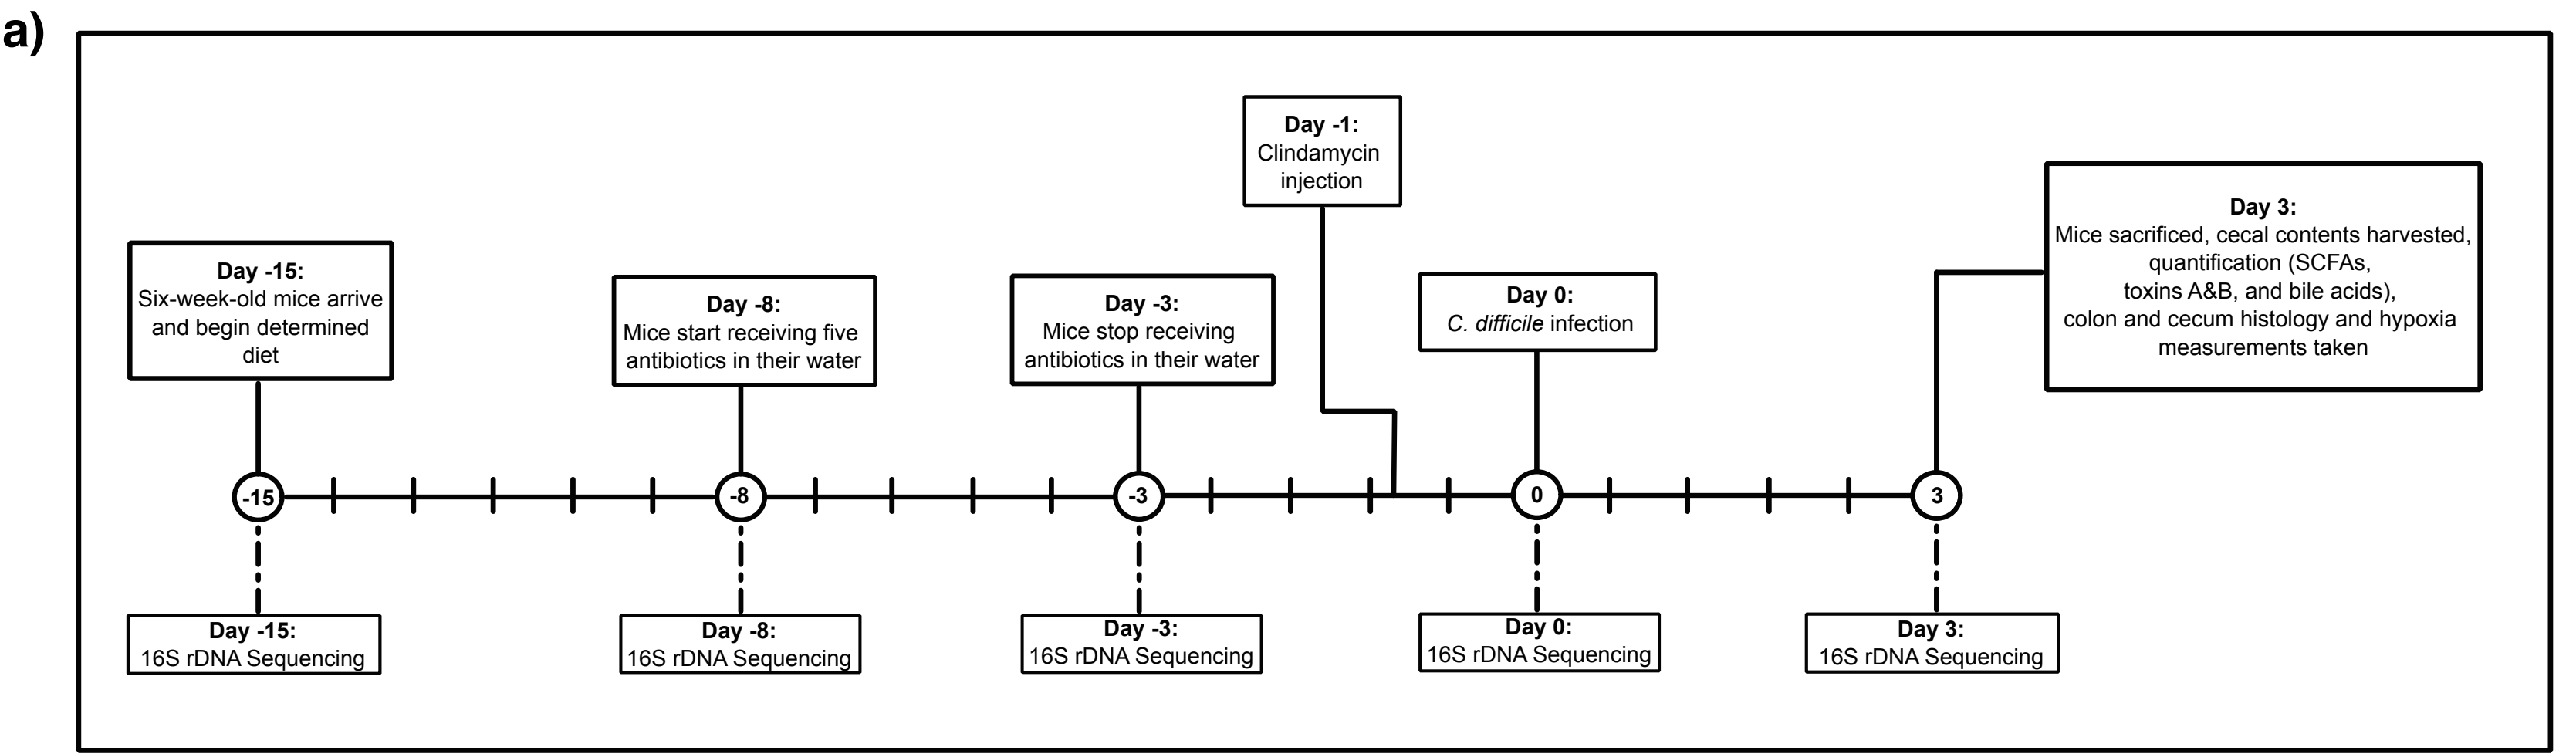 a)
Day -15:
Six-week-old mice arrive
and begin determined
diet
Day -8:
Mice start receiving five
antibiotics in their water
Day -3:
Mice stop receiving
antibiotics in their water
Day -1:
Clindamycin
injection
Day 0:
C. difficile infection
Day 3:
Mice sacrificed, cecal contents harvested,
quantification (SCFAs,
toxins A&B, and bile acids),
colon and cecum histology and hypoxia
measurements taken
-15
-8
-3
0
3
Day -15:
16S rDNA Sequencing
Day -8:
16S rDNA Sequencing
Day -3:
16S rDNA Sequencing
Day 0:
16S rDNA Sequencing
Day 3:
16S rDNA Sequencing